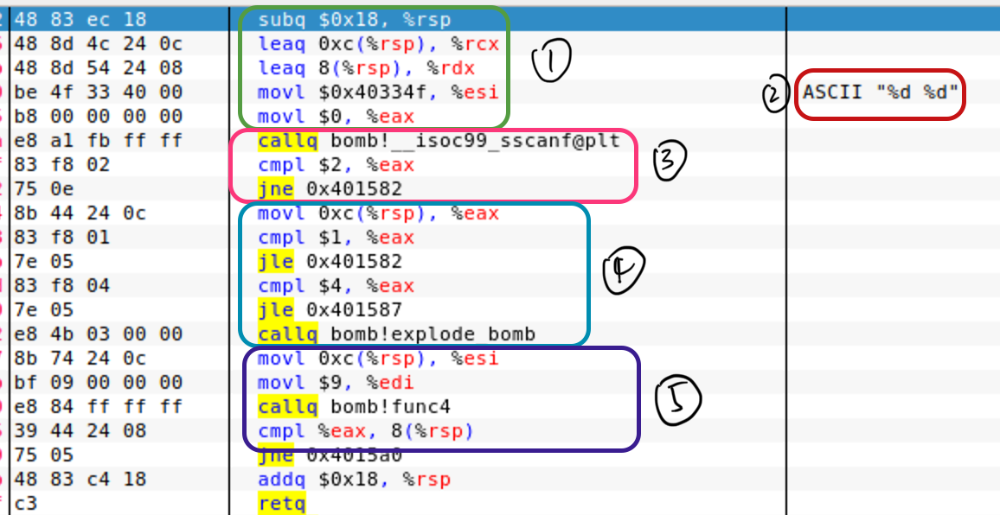 48 83 ec 18 subq $0x18, %rsp
48 8d 4c 24 0c leaq 0xc(%rsp), %rcx
48 8d 54 24 08 leaq 8(%rsp), %rdx
be 4f 33 40 00 movl $0x40334f, %esi ASCII "%d %d"
b8 00 00 00 00 movl $0, %eax
e8 a1 fb ff ff callq bomb!__isoc99_sscanf@plt
83 f8 02 cmpl $2, %eax
75 0e jne 0x401582
8b 44 24 0c movl 0xc(%rsp), %eax
83 f8 01 cmpl $1, %eax
7e 05 jle 0x401582
83 f8 04 cmpl $4, %eax
7e 05 jle 0x401587
e8 4b 03 00 00 callq bomb!explode_bomb
8b 74 24 0c movl 0xc(%rsp), %esi
bf 09 00 00 00 movl $9, %edi
e8 84 ff ff ff callq bomb!func4
39 44 24 08 cmpl %eax, 8(%rsp)
75 05 jne 0x4015a0
48 83 c4 18 addq $0x18, %rsp
c3 retq
1
2
3
4
5